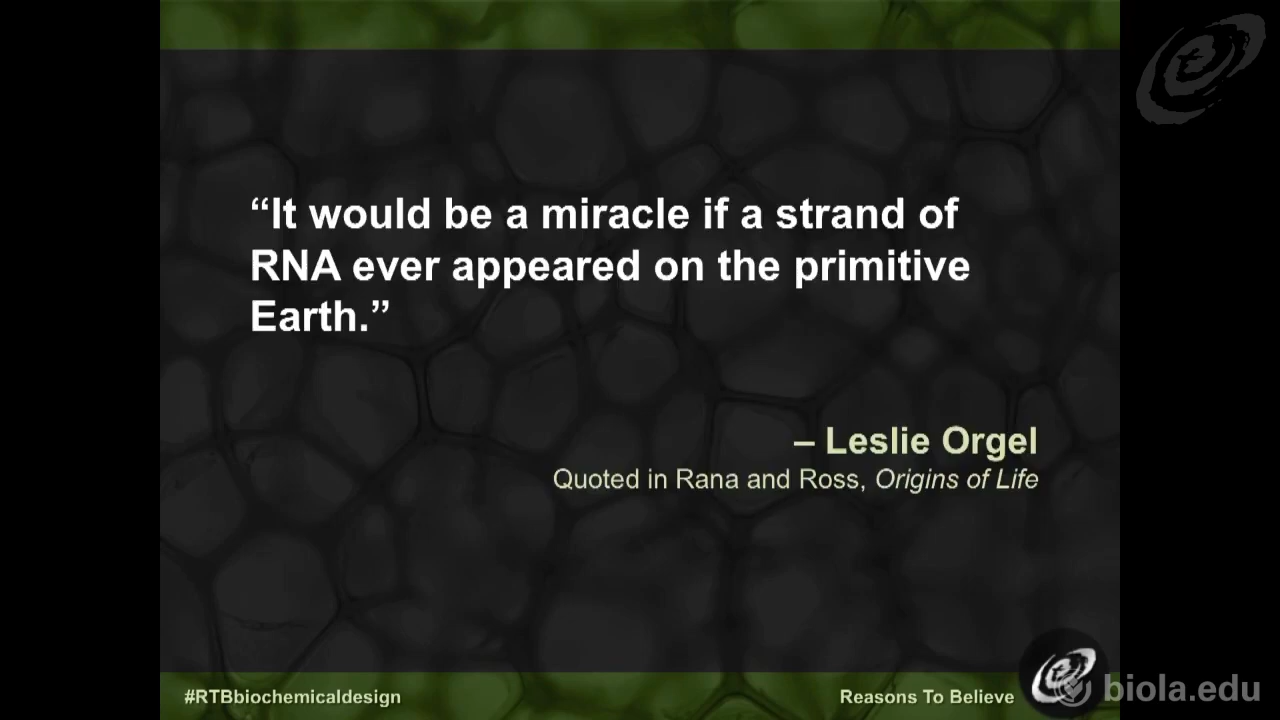 “It would be a miracle if a strand of
RNA ever appeared on the primitive
Earth.”
– Leslie Orgel
Quoted in Rana and Ross, Origins of Life
#RTBbiochemicaldesign
Reasons To Believe
biola.edu